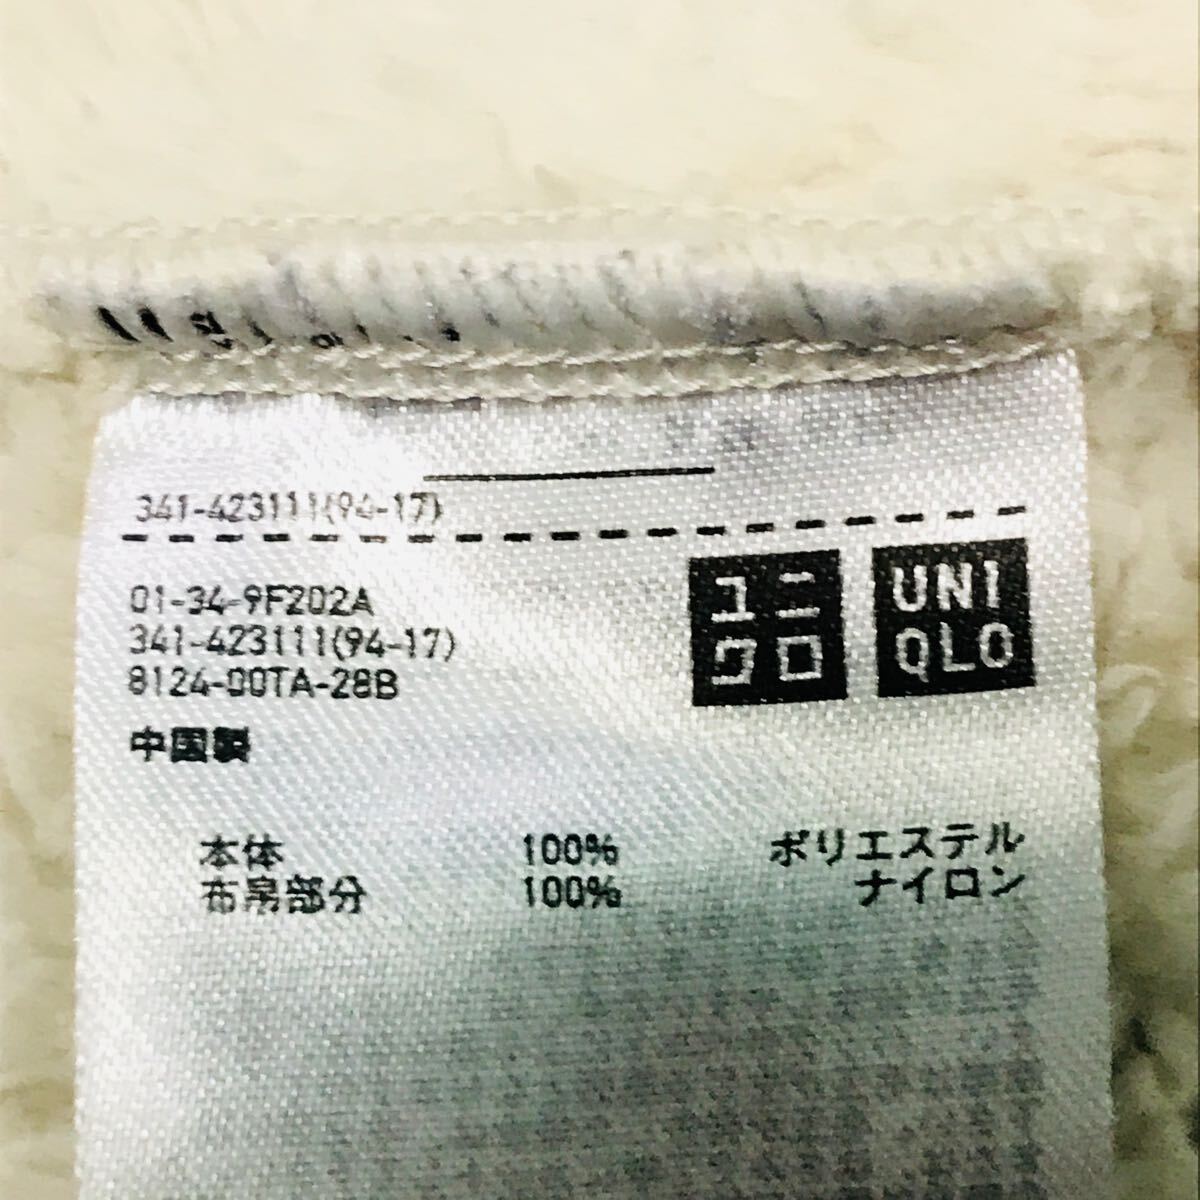 341-423111(94-17)
01-34-9F202A
341-423111(94-17)
8124-00TA-28B
中国製
ユニ
クロ
UNI
QLO
本体 100% ポリエステル
布帛部分 100% ナイロン